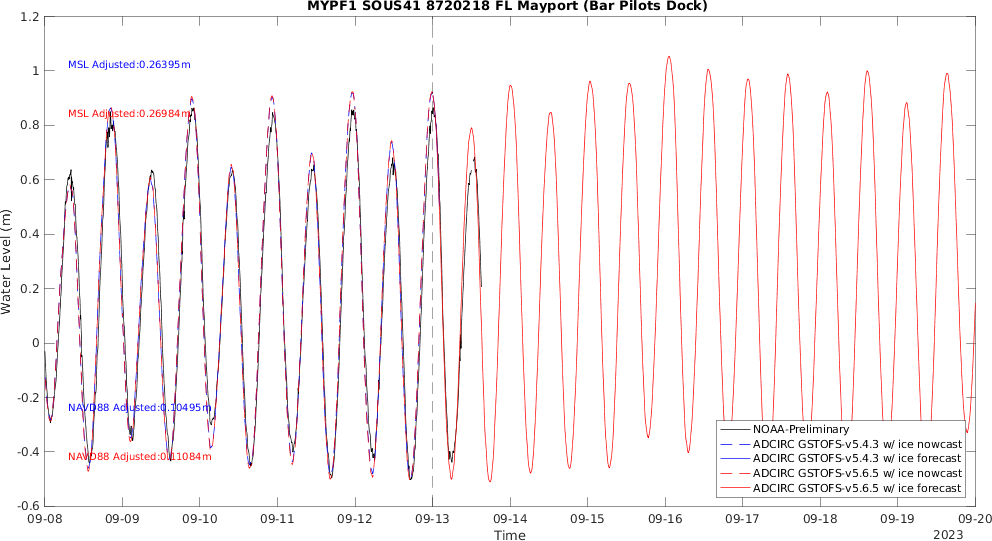 MYPF1 SOUS41 8720218 FL Mayport (Bar Pilots Dock)
1.2
1
0.8
0.6
0.4
0.2
0
-0.2
-0.4
-0.6
Water Level (m)
MSL Adjusted:0.26395m
MSL Adjusted:0.26984m
NAVD88 Adjusted:0.10495m
NAVD88 Adjusted:0.11084m
NOAA-Preliminary
ADCIRC GSTOFS-v5.4.3 w/ ice nowcast
ADCIRC GSTOFS-v5.4.3 w/ ice forecast
ADCIRC GSTOFS-v5.6.5 w/ ice nowcast
ADCIRC GSTOFS-v5.6.5 w/ ice forecast
09-08 09-09 09-10 09-11 09-12 09-13 09-14 09-15 09-16 09-17 09-18 09-19 09-20
Time
2023